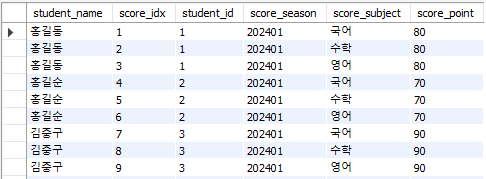 student_name score_idx student_id score_season score_subject score_point
홍길동 1 1 202401 국어 80
홍길동 2 1 202401 수학 80
홍길동 3 1 202401 영어 80
홍길순 4 2 202401 국어 70
홍길순 5 2 202401 수학 70
홍길순 6 2 202401 영어 70
김중구 7 3 202401 국어 90
김중구 8 3 202401 수학 90
김중구 9 3 202401 영어 90